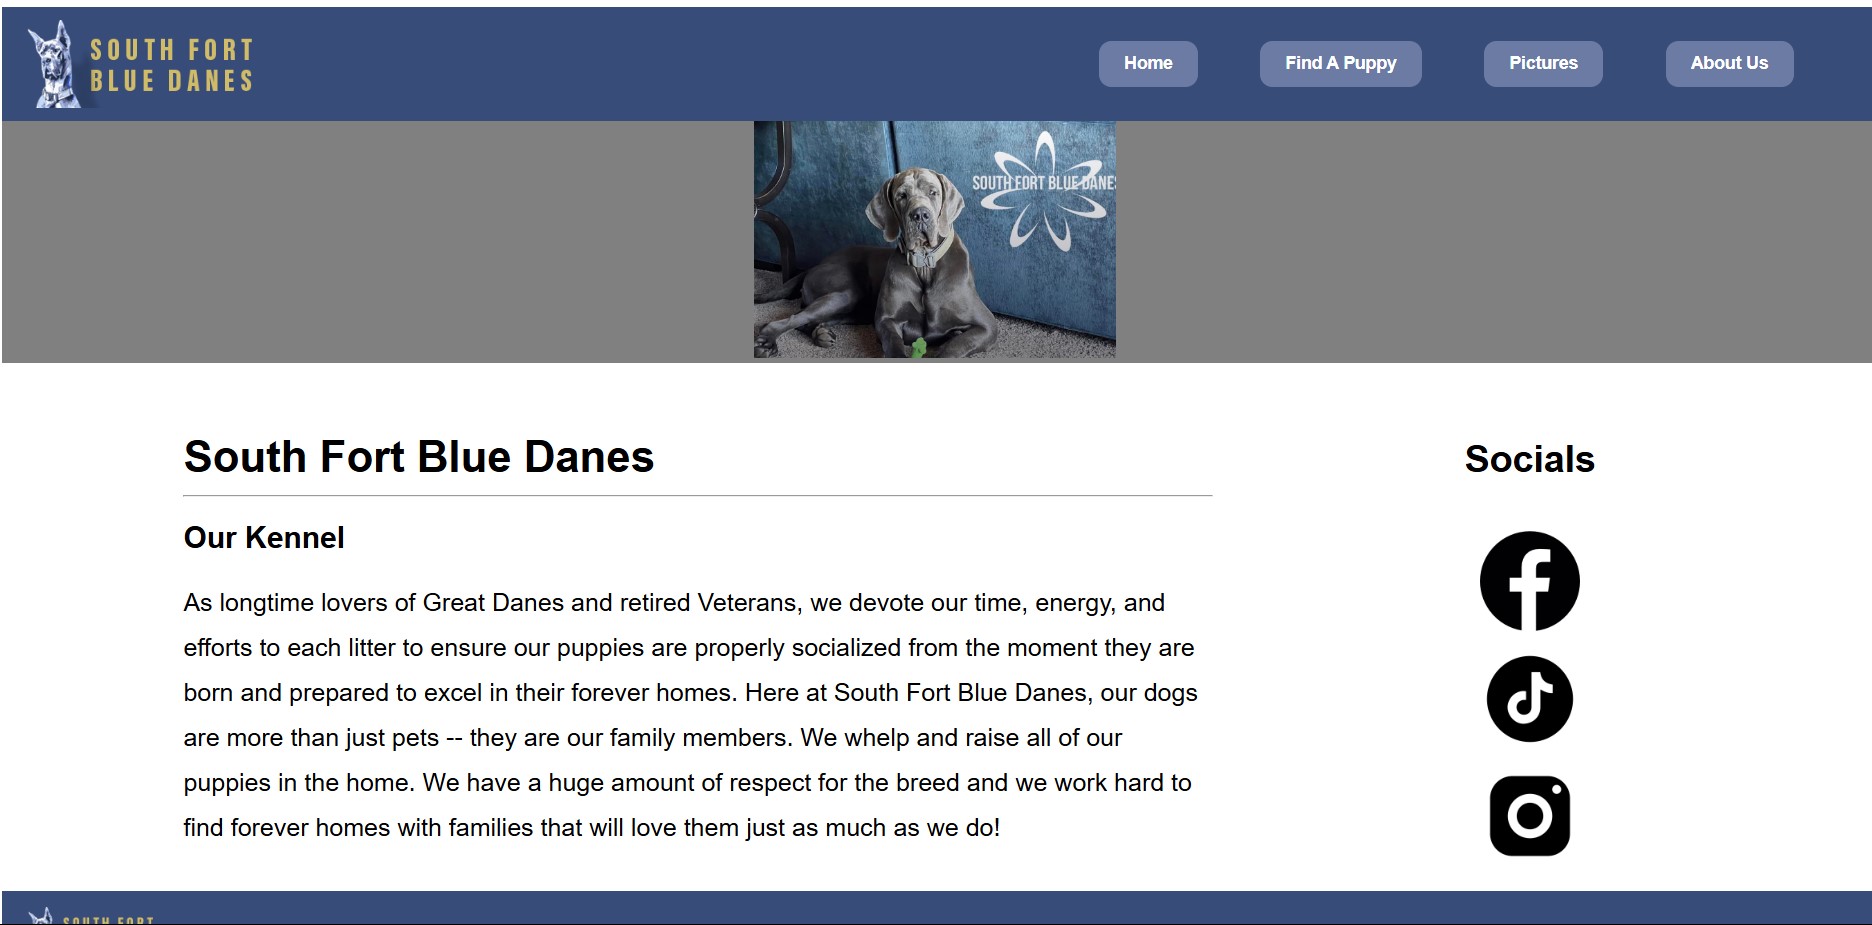 SOUTH FORT
BLUE DANES
Home
Find A Puppy
Pictures
About Us
SOUTH FORT BLUE DANES
South Fort Blue Danes
Socials
Our Kennel
As longtime lovers of Great Danes and retired Veterans, we devote our time, energy, and
efforts to each litter to ensure our puppies are properly socialized from the moment they are
born and prepared to excel in their forever homes. Here at South Fort Blue Danes, our dogs
are more than just pets -- they are our family members. We whelp and raise all of our
puppies in the home. We have a huge amount of respect for the breed and we work hard to
find forever homes with families that will love them just as much as we do!
SOUTH FORT